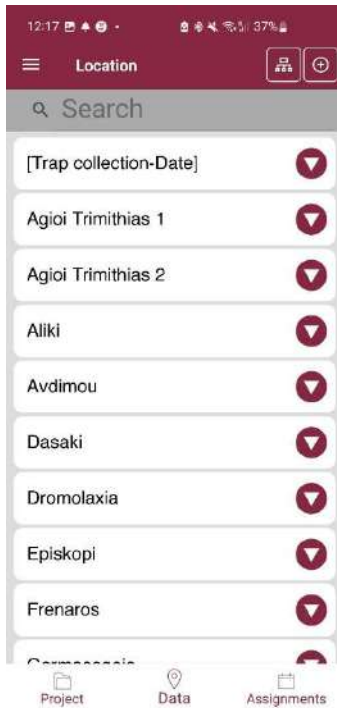 12:17 37%
Location
Search
[Trap collection-Date]
Agioi Trimithias 1
Agioi Trimithias 2
Aliki
Avdimou
Dasaki
Dromolaxia
Episkopi
Frenaros
Project Data Assignments